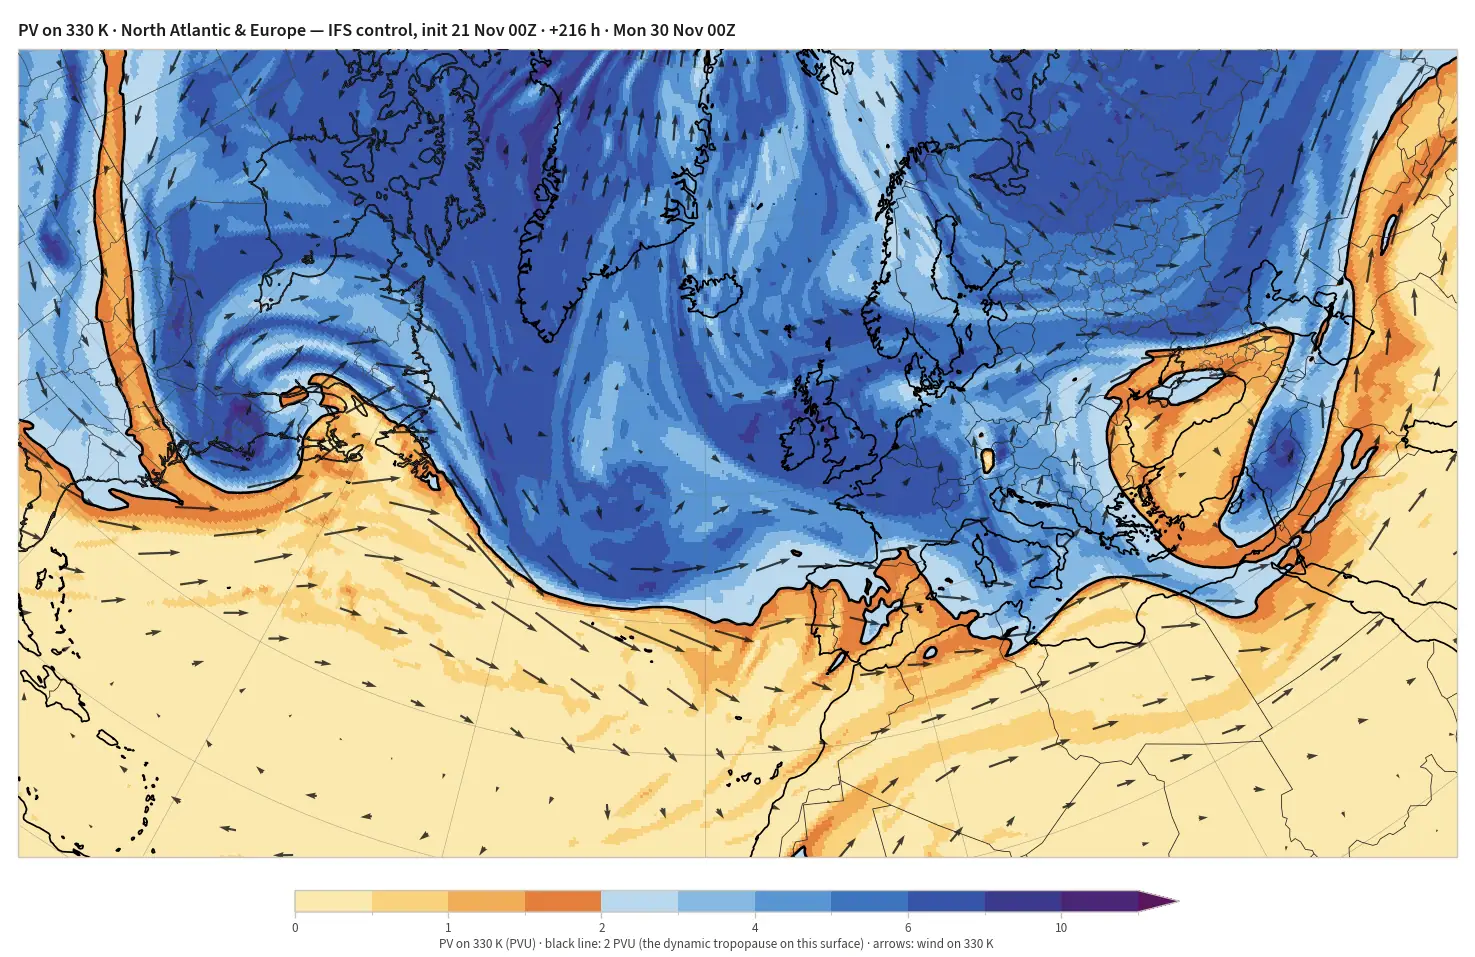 PV on 330 K · North Atlantic & Europe — IFS control, init 21 Nov 00Z · +216 h · Mon 30 Nov 00Z
0 1 2 4 6 10
PV on 330 K (PVU) · black line: 2 PVU (the dynamic tropopause on this surface) · arrows: wind on 330 K